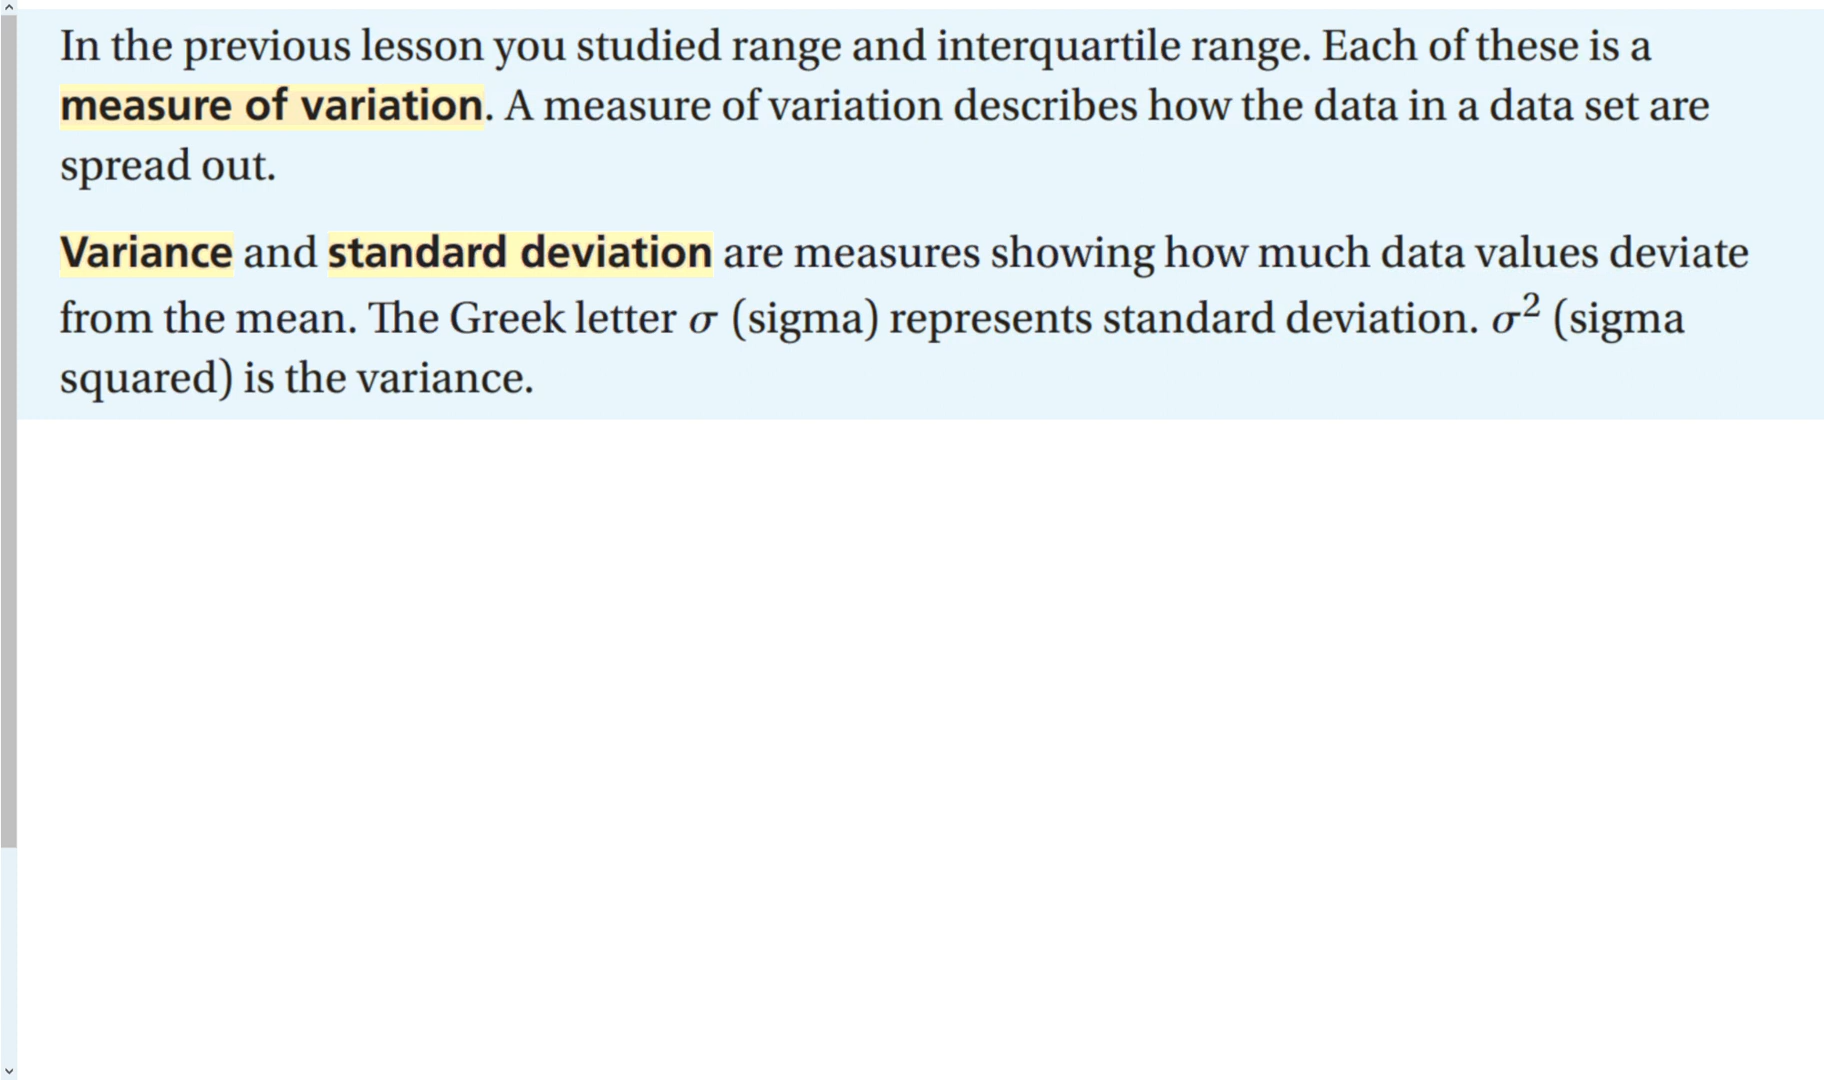 In the previous lesson you studied range and interquartile range. Each of these is a
measure of variation. A measure of variation describes how the data in a data set are
spread out.
Variance and standard deviation are measures showing how much data values deviate
from the mean. The Greek letter σ (sigma) represents standard deviation. σ² (sigma
squared) is the variance.